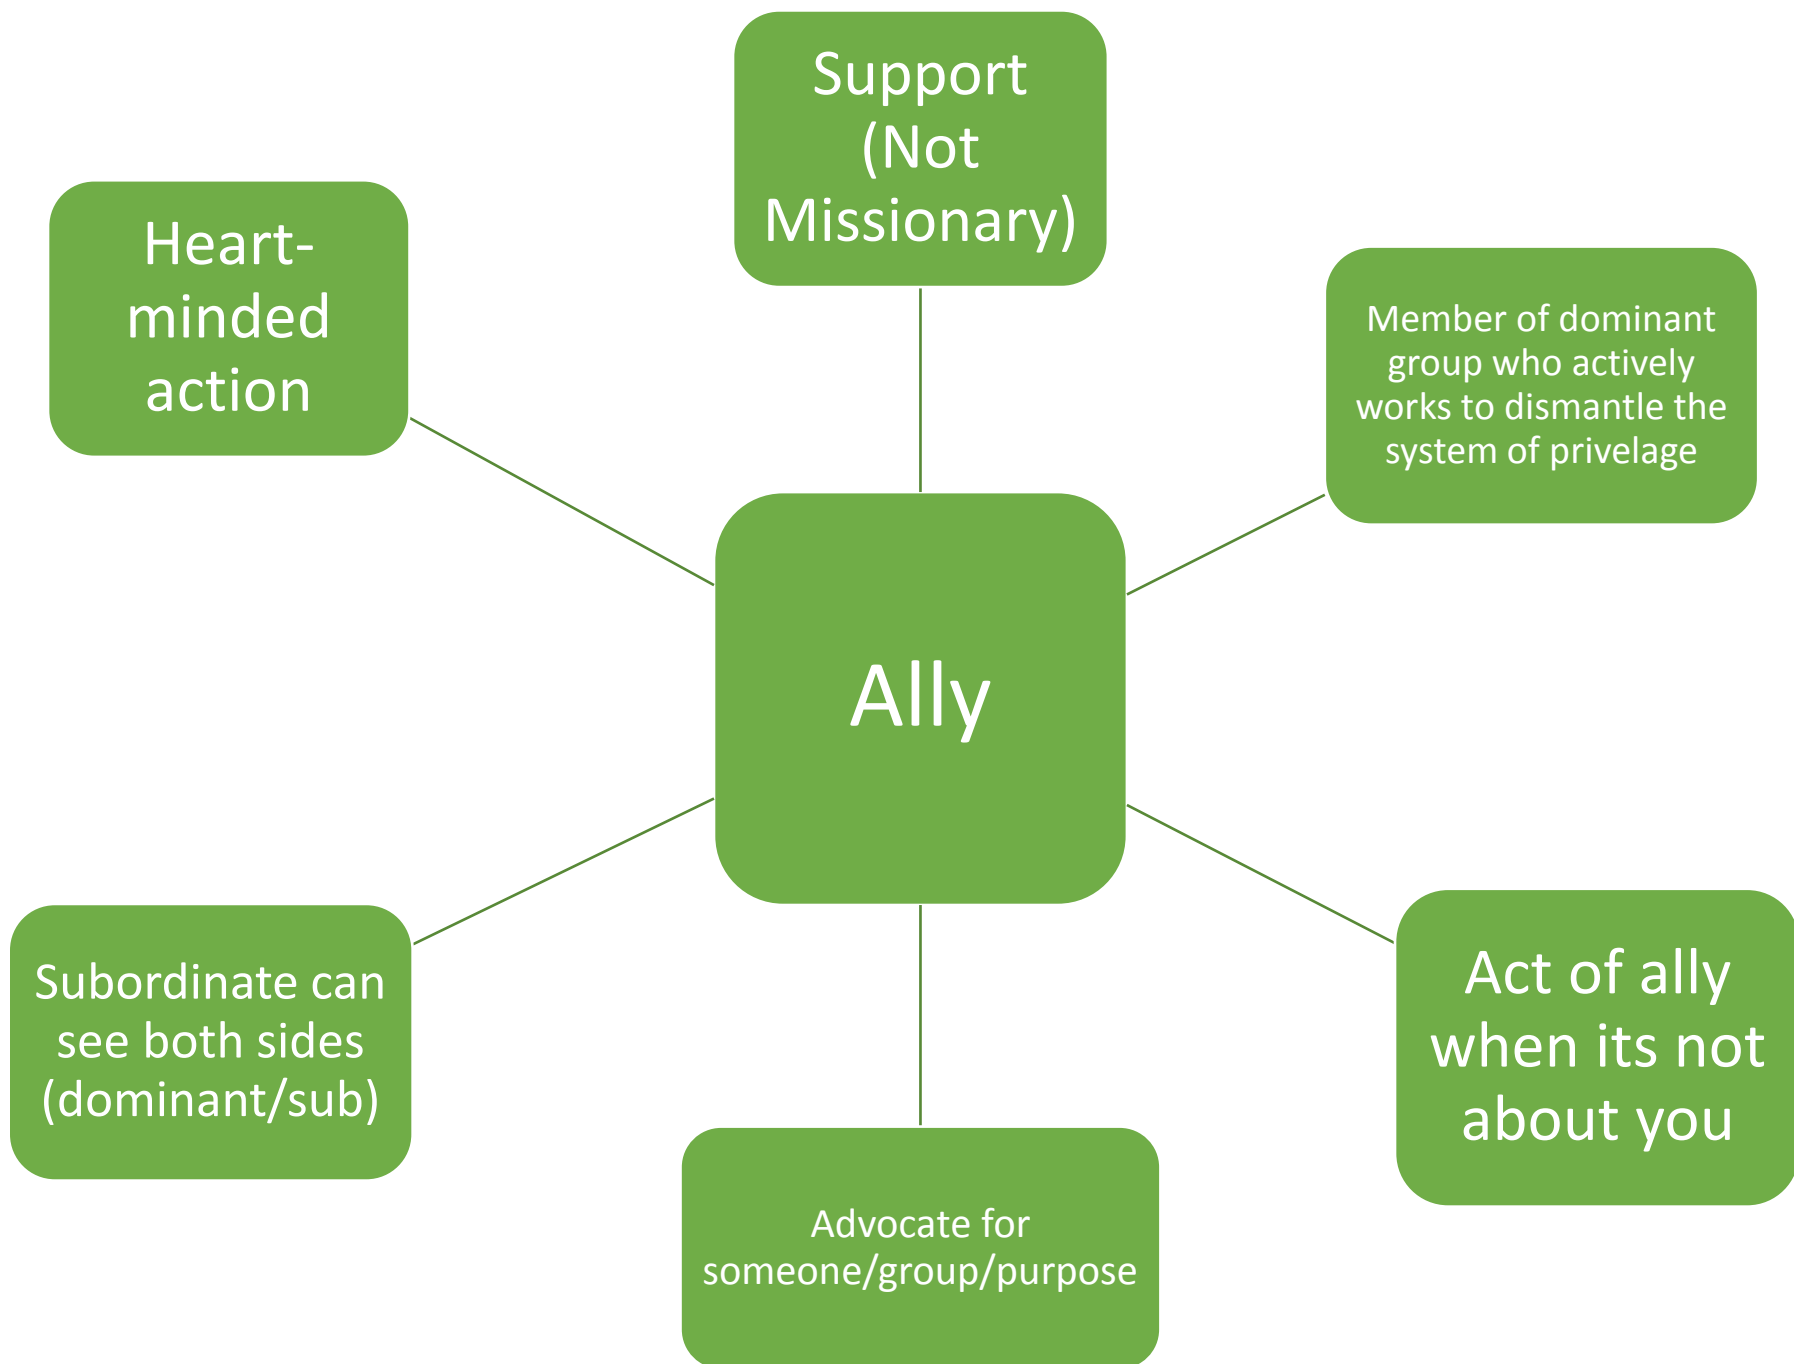 Support
(Not
Missionary)
Heart-
minded
action
Member of dominant
group who actively
works to dismantle the
system of privelage
Ally
Subordinate can
see both sides
(dominant/sub)
Act of ally
when its not
about you
Advocate for
someone/group/purpose